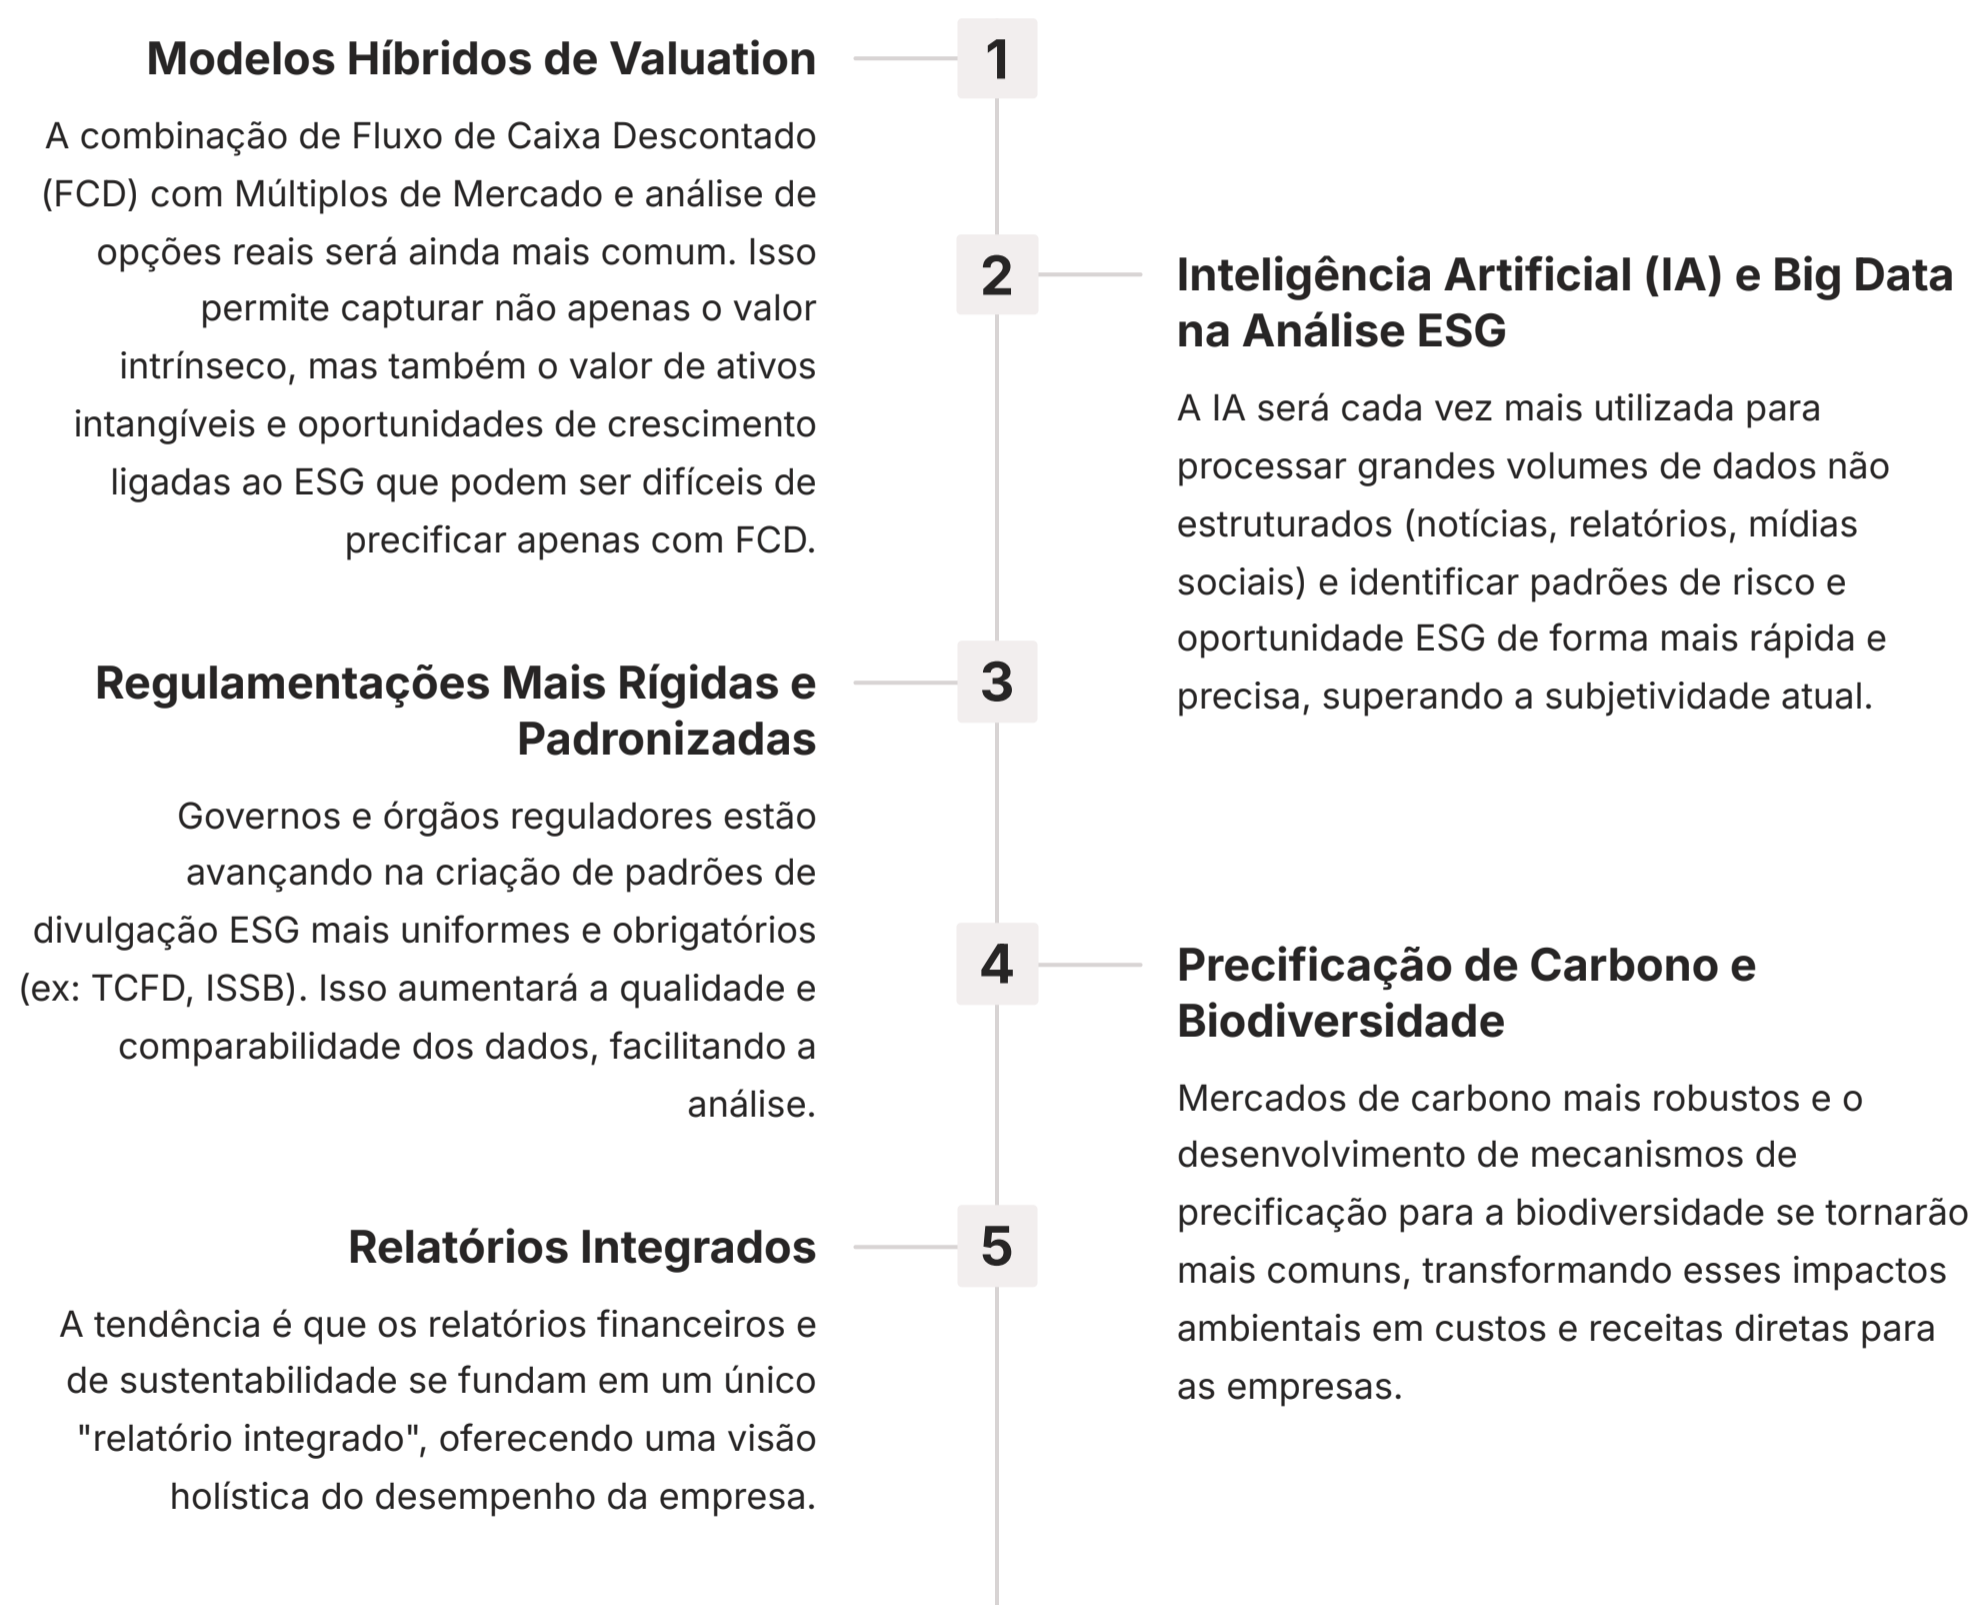 1
Modelos Híbridos de Valuation
A combinação de Fluxo de Caixa Descontado
(FCD) com Múltiplos de Mercado e análise de
opções reais será ainda mais comum. Isso
permite capturar não apenas o valor
intrínseco, mas também o valor de ativos
intangíveis e oportunidades de crescimento
ligadas ao ESG que podem ser difíceis de
precificar apenas com FCD.
2
Inteligência Artificial (IA) e Big Data
na Análise ESG
A IA será cada vez mais utilizada para
processar grandes volumes de dados não
estruturados (notícias, relatórios, mídias
sociais) e identificar padrões de risco e
oportunidade ESG de forma mais rápida e
precisa, superando a subjetividade atual.
3
Regulamentações Mais Rígidas e
Padronizadas
Governos e órgãos reguladores estão
avançando na criação de padrões de
divulgação ESG mais uniformes e obrigatórios
(ex: TCFD, ISSB). Isso aumentará a qualidade e
comparabilidade dos dados, facilitando a
análise.
4
Precificação de Carbono e
Biodiversidade
Mercados de carbono mais robustos e o
desenvolvimento de mecanismos de
precificação para a biodiversidade se tornarão
mais comuns, transformando esses impactos
ambientais em custos e receitas diretas para
as empresas.
5
Relatórios Integrados
A tendência é que os relatórios financeiros e
de sustentabilidade se fundam em um único
"relatório integrado", oferecendo uma visão
holística do desempenho da empresa.